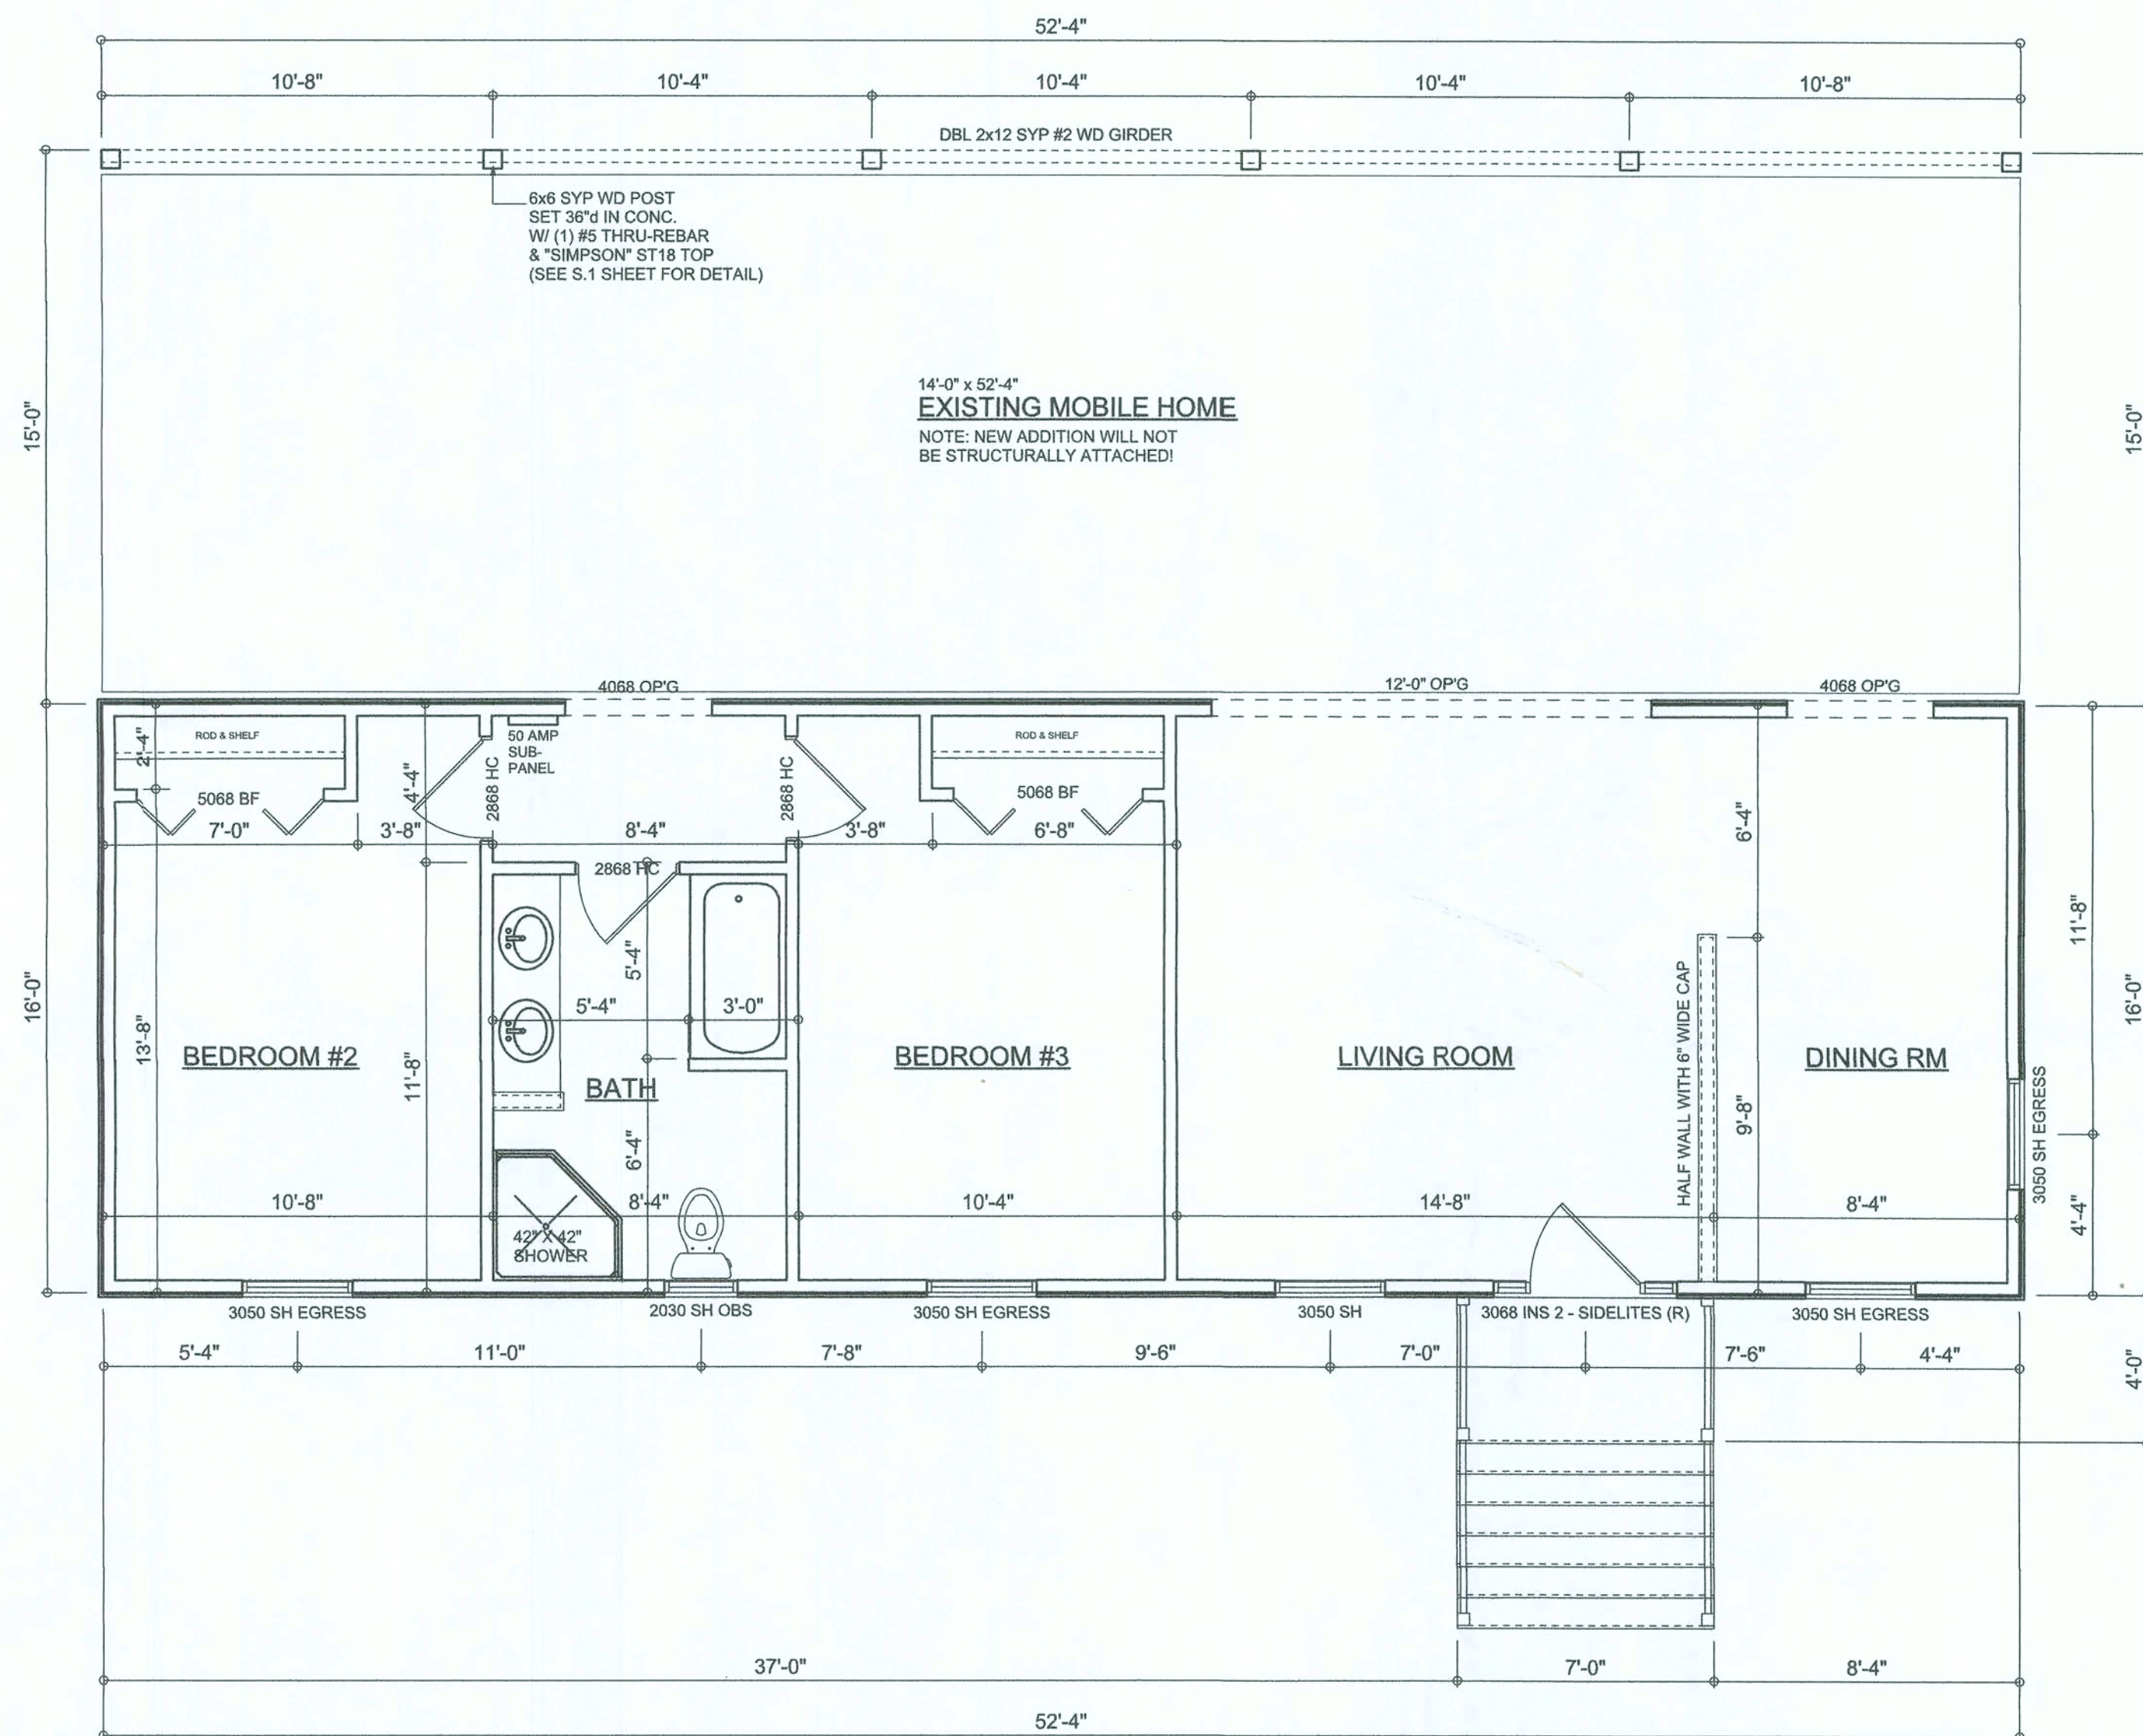 52'-4"
10'-8" 10'-4" 10'-4" 10'-4" 10'-8"
DBL 2x12 SYP #2 WD GIRDER
6x6 SYP WD POST
SET 36"d IN CONC.
W/ (1) #5 THRU-REBAR
& "SIMPSON" ST18 TOP
(SEE S.1 SHEET FOR DETAIL)
15'-0"
15'-0"
14'-0" x 52'-4"
EXISTING MOBILE HOME
NOTE: NEW ADDITION WILL NOT
BE STRUCTURALLY ATTACHED!
4068 OP'G
12'-0" OP'G
4068 OP'G
ROD & SHELF
2'-4"
5068 BF
7'-0"
4'-4"
3'-8"
2868 HC
50 AMP
SUB-
PANEL
8'-4"
2868 HC
2868 HC
3'-8"
ROD & SHELF
5068 BF
6'-8"
6'-4"
11'-8"
16'-0"
16'-0"
13'-8"
BEDROOM #2
11'-8"
10'-8"
5'-4"
5'-4"
3'-0"
BATH
6'-4"
8'-4"
42" X 42"
SHOWER
BEDROOM #3
10'-4"
LIVING ROOM
14'-8"
HALF WALL WITH 6" WIDE CAP
9'-8"
DINING RM
8'-4"
3050 SH EGRESS
4'-4"
3050 SH EGRESS
2030 SH OBS
3050 SH EGRESS
3050 SH
3068 INS 2 - SIDELITES (R)
3050 SH EGRESS
5'-4" 11'-0" 7'-8" 9'-6" 7'-0" 7'-6" 4'-4"
4'-0"
37'-0" 7'-0" 8'-4"
52'-4"